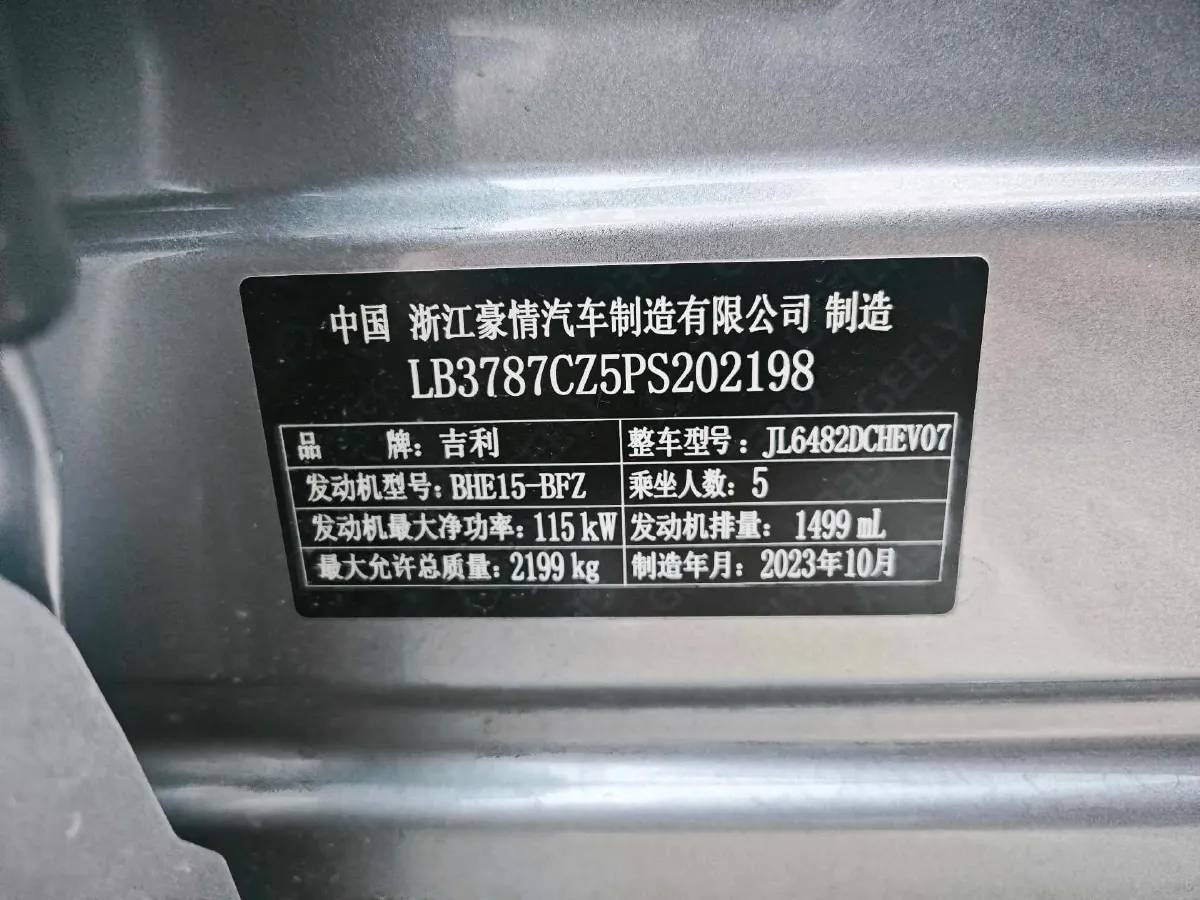 中国 浙江豪情汽车制造有限公司 制造
LB3787CZ5PS202198
品 牌：吉利 整车型号：JL6482DCHEV07
发动机型号：BHE15-BFZ 乘坐人数：5
发动机最大净功率：115 kW 发动机排量：1499 mL
最大允许总质量：2199 kg 制造年月：2023年10月